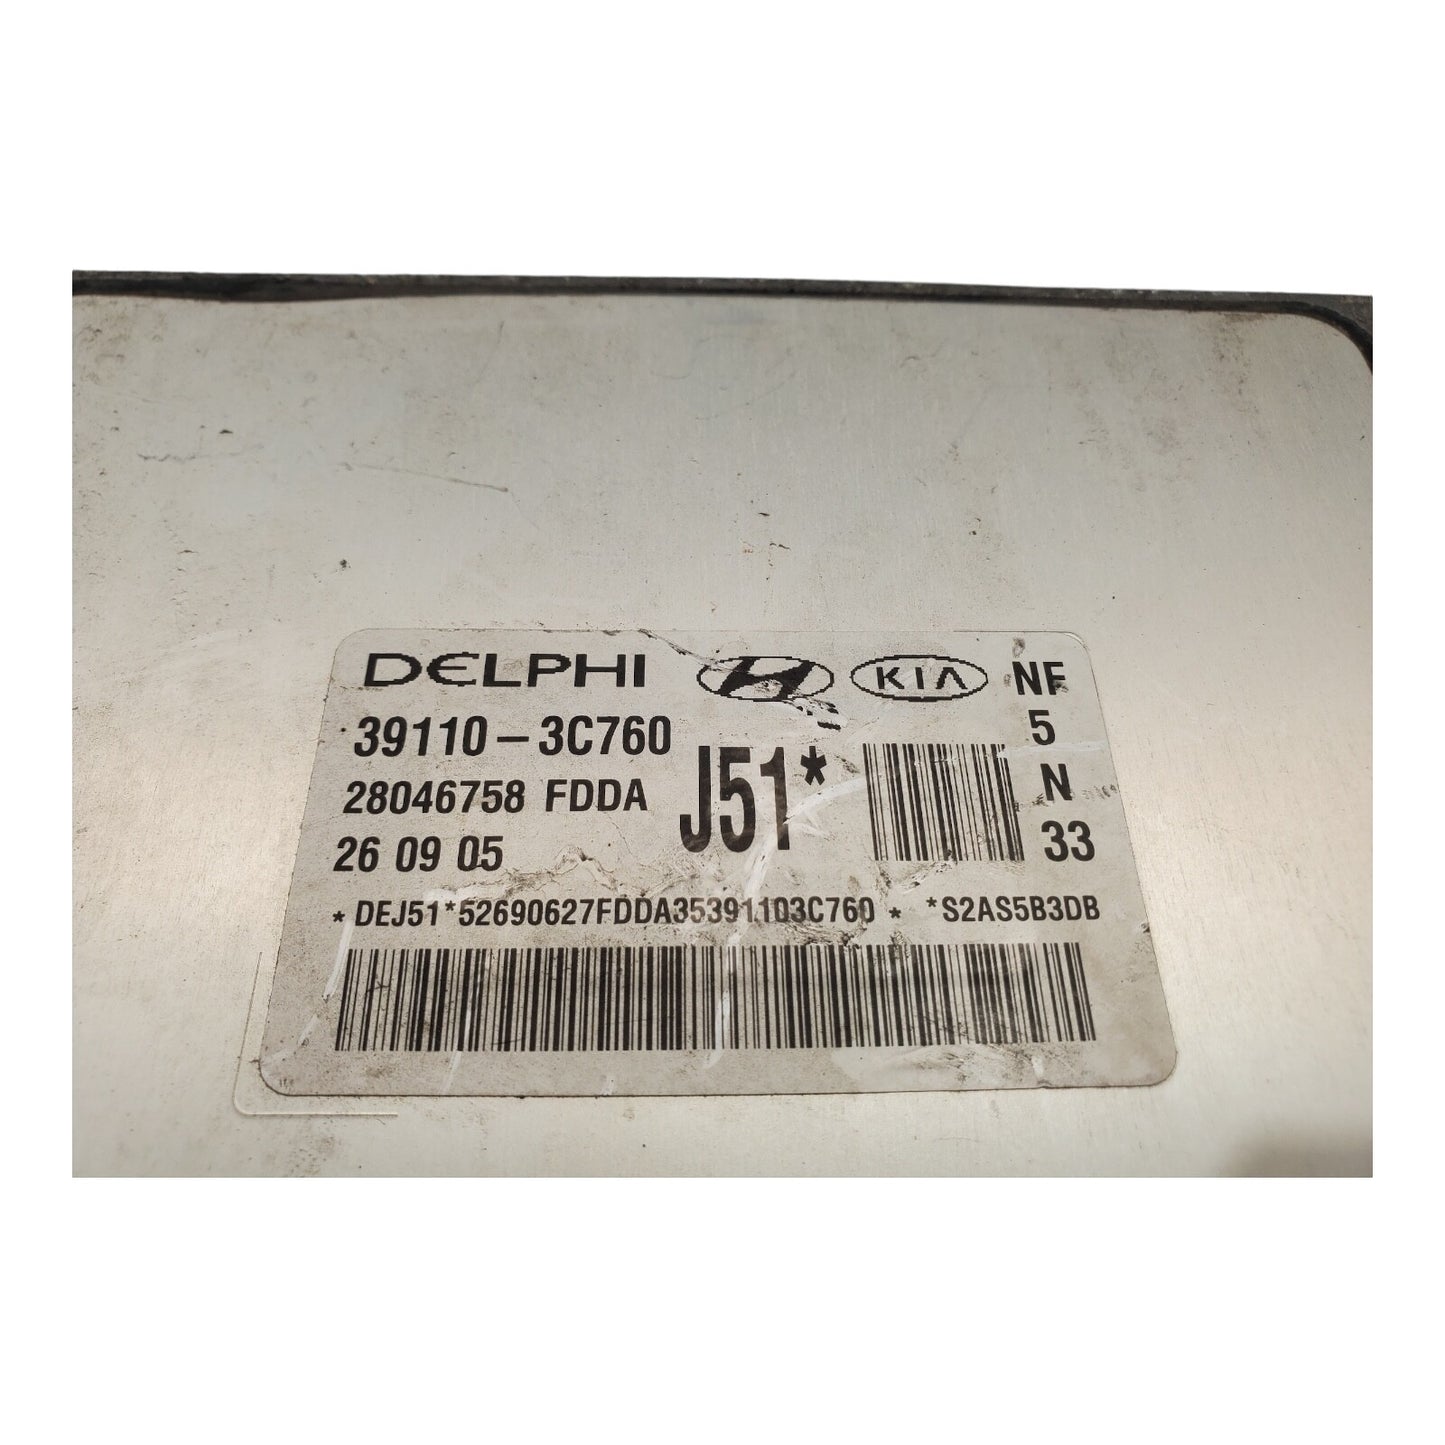 DELPHI H KIA NF
39110-3C760 5
28046758 FDDA J51* N
26 09 05 33
*DEJ51*52690627FDDA35391103C760* *S2AS5B3DB